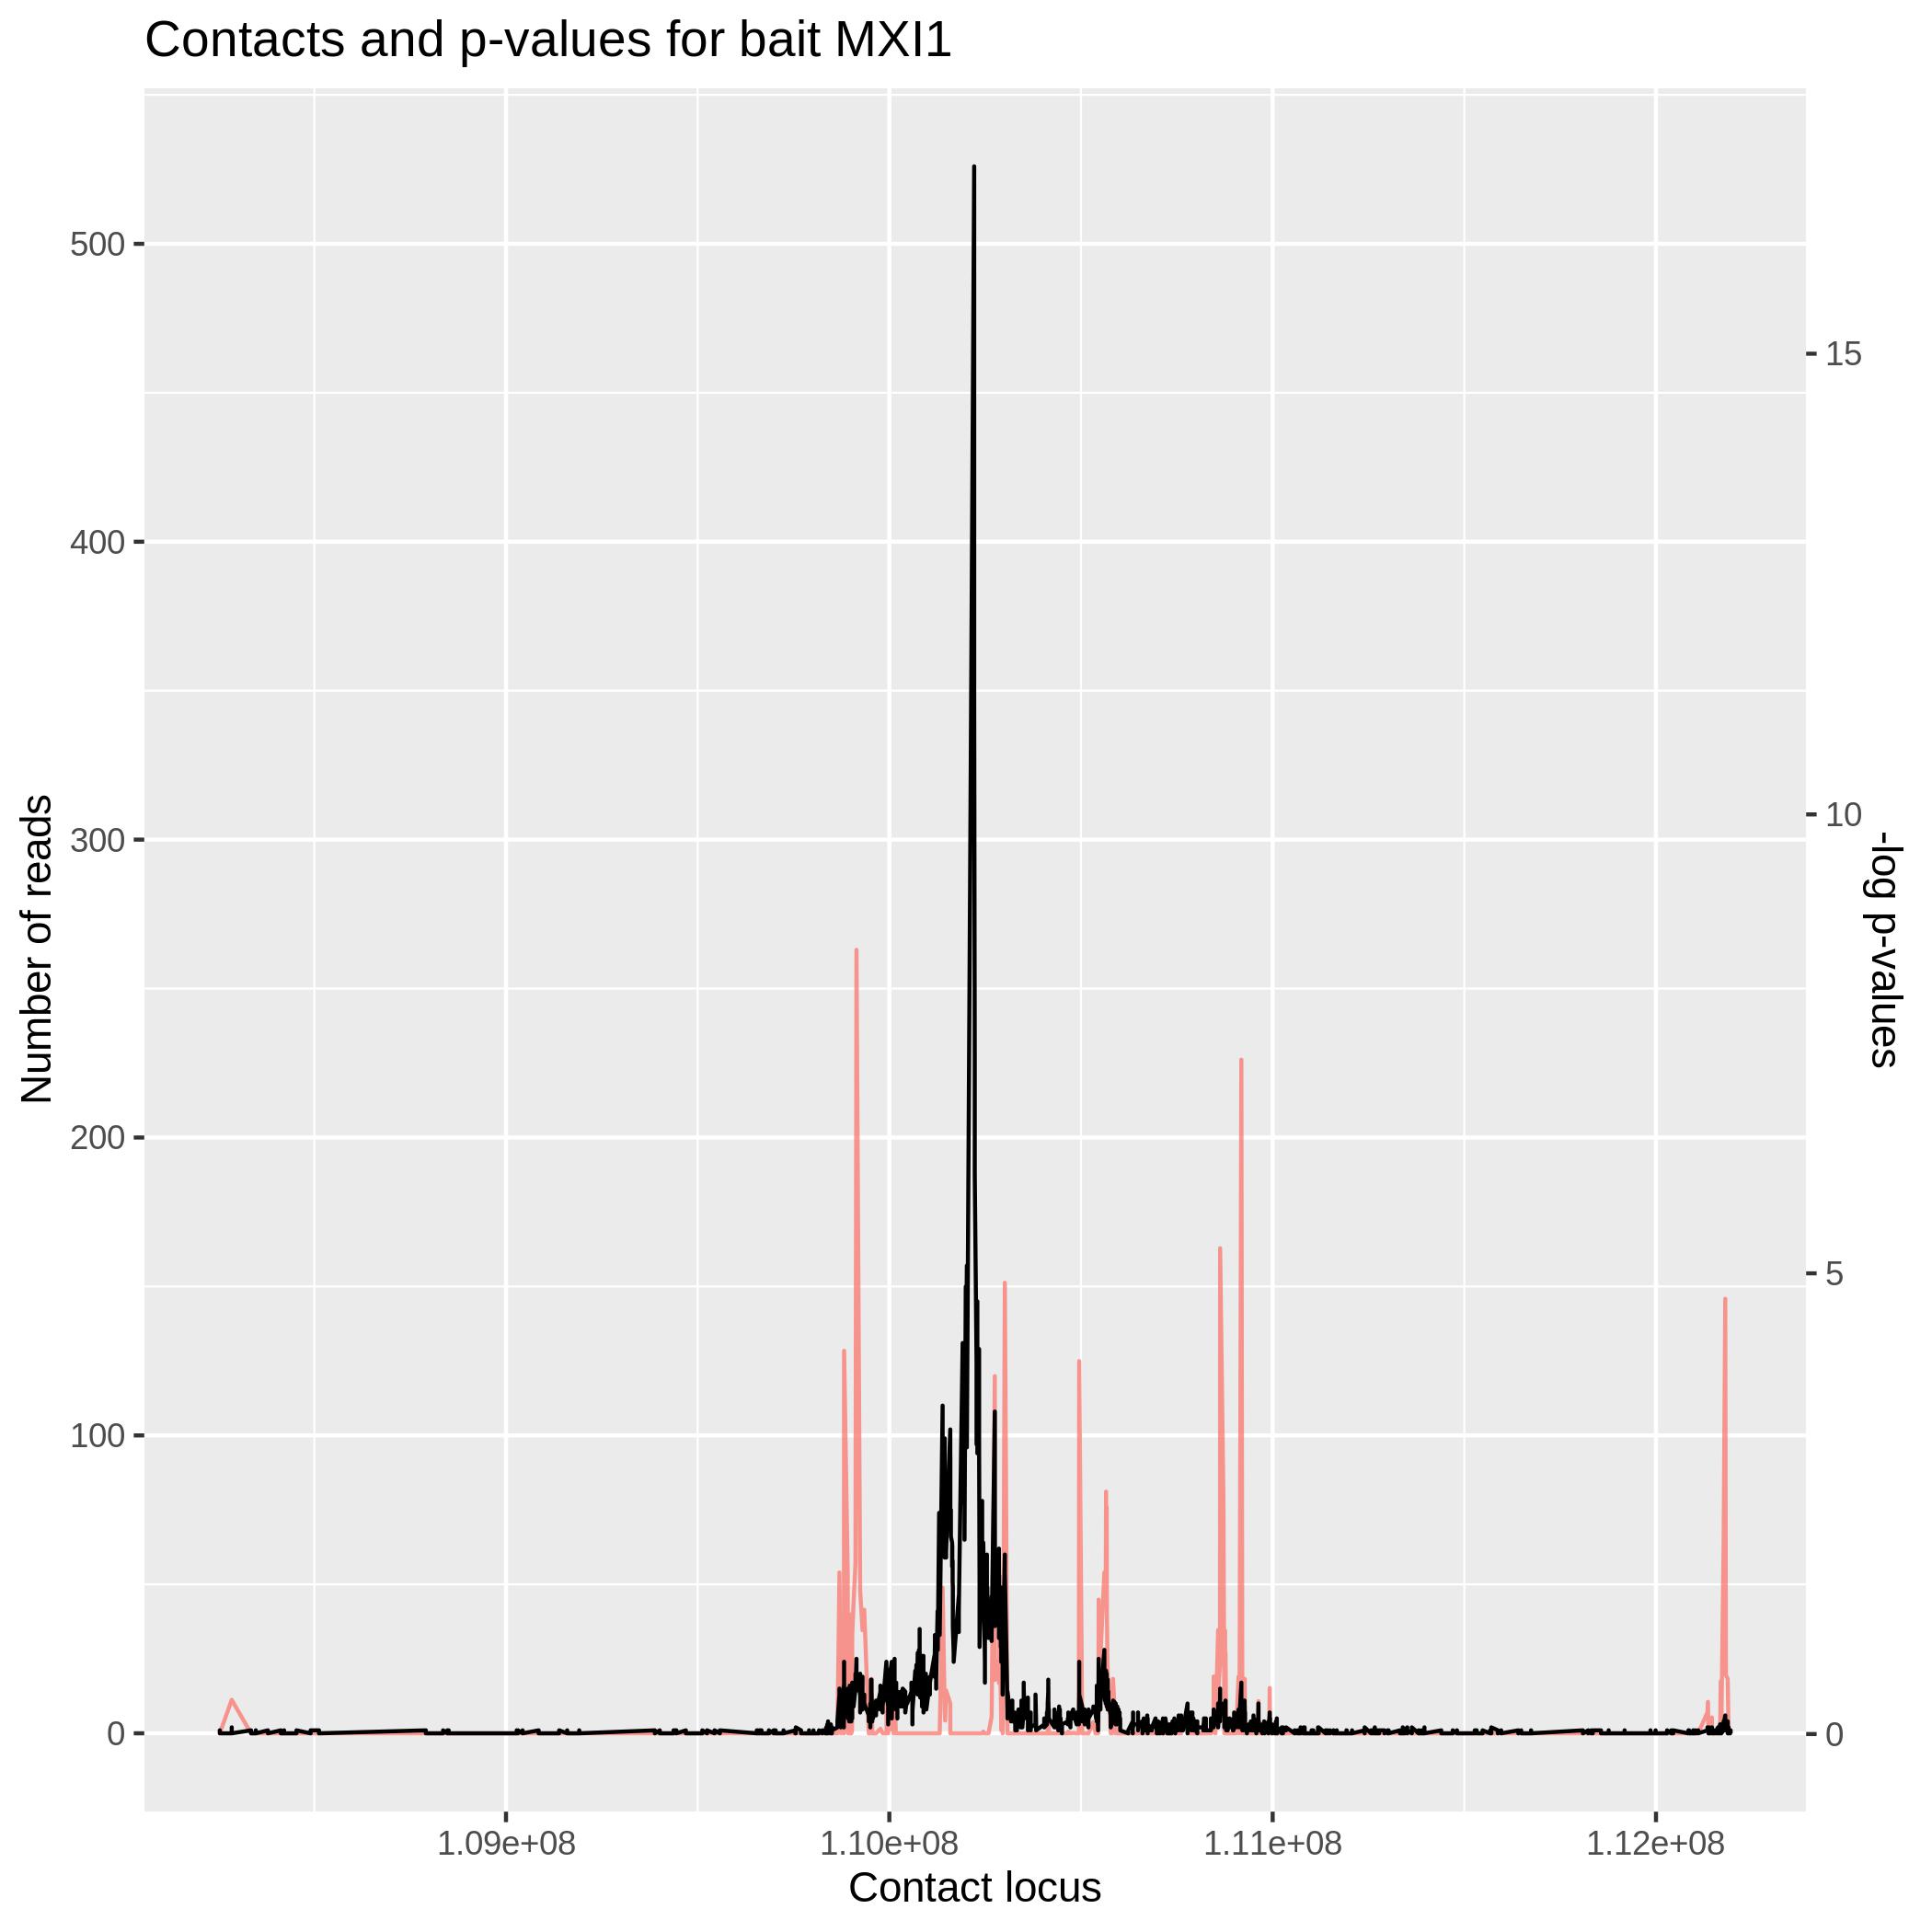 Contacts and p-values for bait MXI1
500
400
300
200
100
0
Number of reads
15
10
5
0
-log p-values
1.09e+08
1.10e+08
1.11e+08
1.12e+08
Contact locus